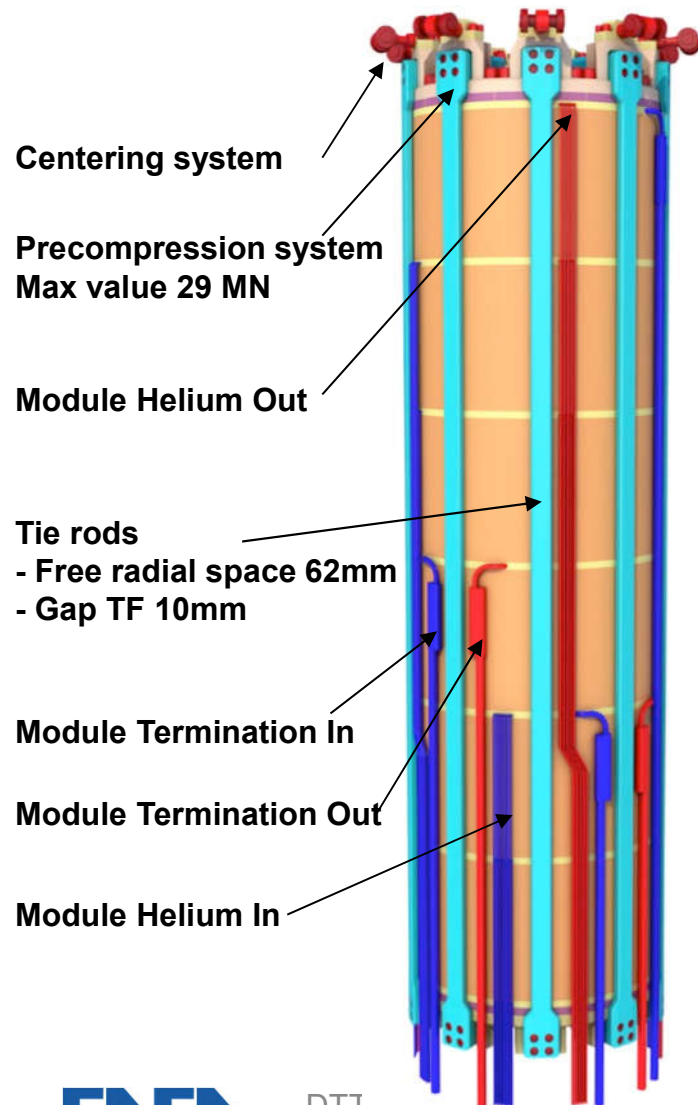 Centering system
Precompression system
Max value 29 MN
Module Helium Out
Tie rods
- Free radial space 62mm
- Gap TF 10mm
Module Termination In
Module Termination Out
Module Helium In